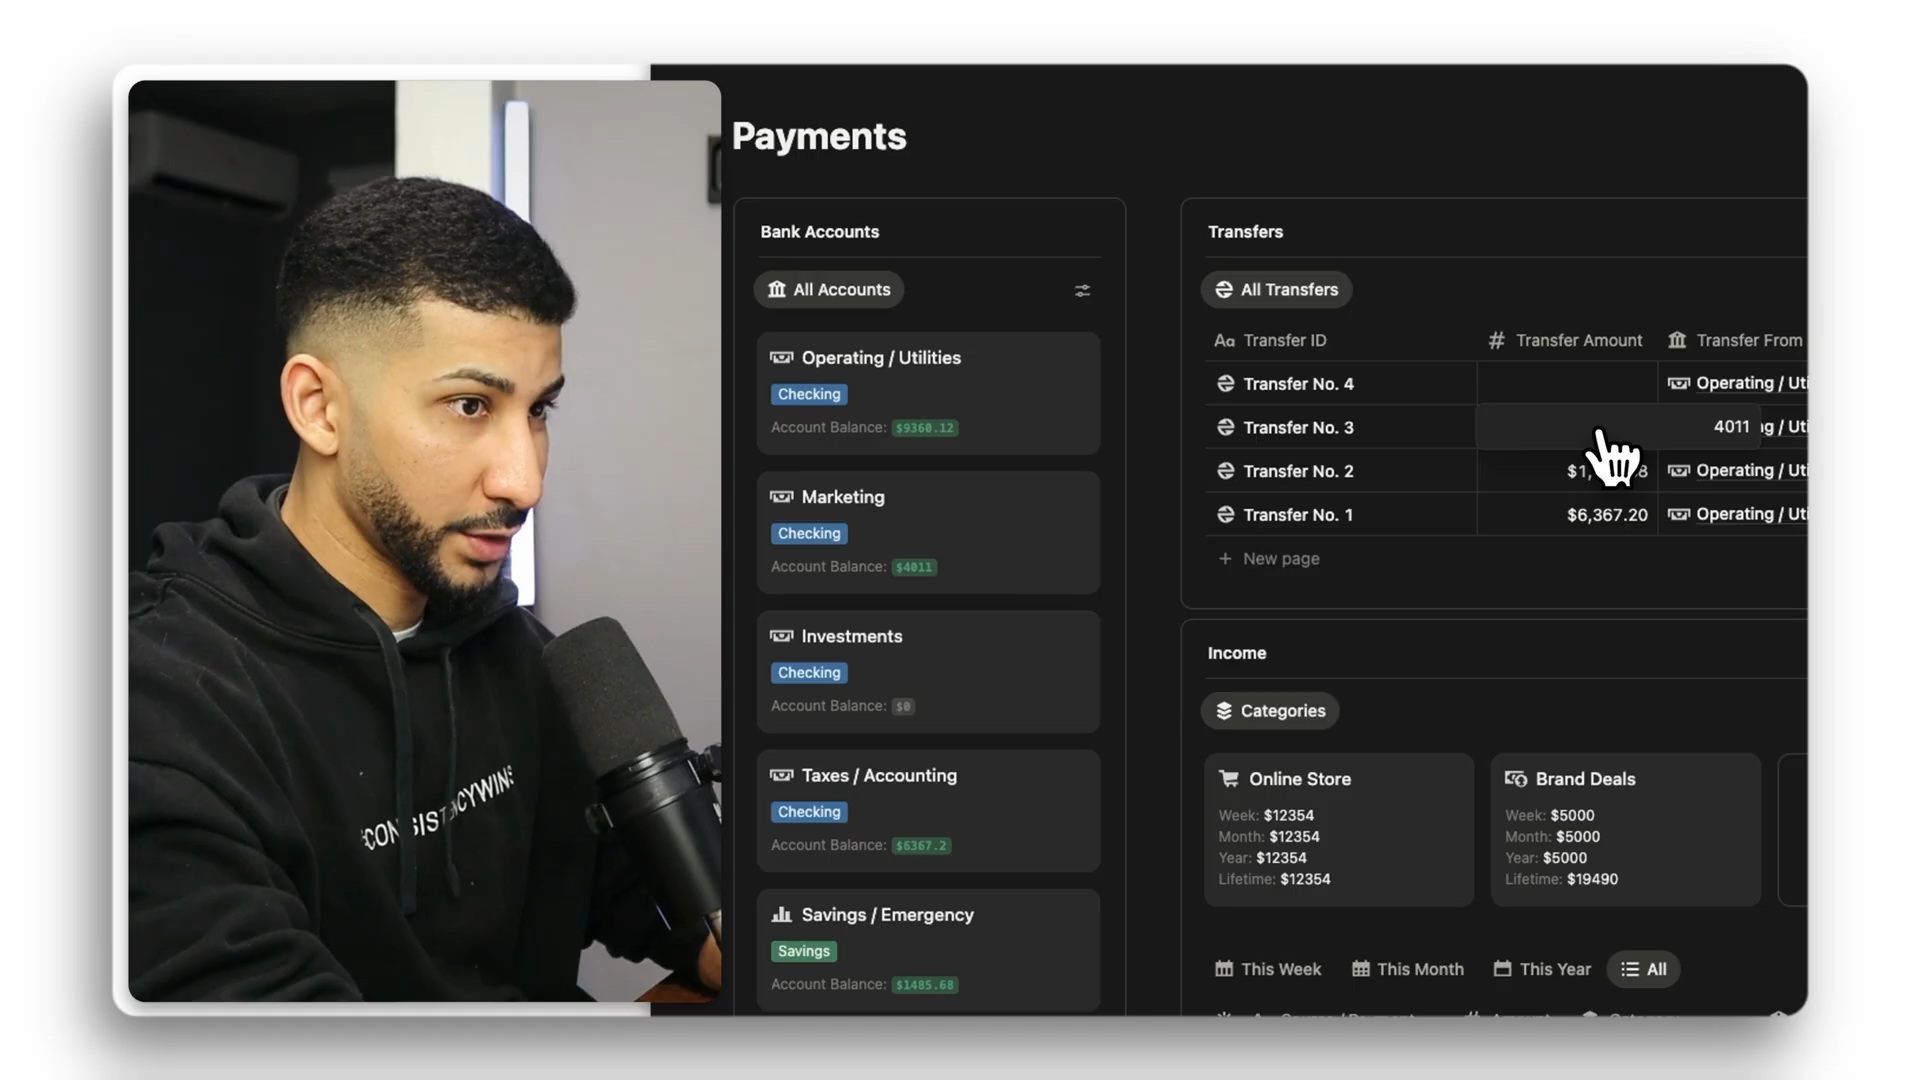 Payments
Bank Accounts
All Accounts
Operating / Utilities
Checking
Account Balance: $9360.12
Marketing
Checking
Account Balance: $4011
Investments
Checking
Account Balance: $0
Taxes / Accounting
Checking
Account Balance: $6367.2
Savings / Emergency
Savings
Account Balance: $1485.68
Transfers
All Transfers
Aa Transfer ID # Transfer Amount Transfer From
Transfer No. 4 Operating / Uti
Transfer No. 3 4011 g / Uti
Transfer No. 2 Operating / Uti
Transfer No. 1 $6,367.20 Operating / Uti
+ New page
Income
Categories
Online Store
Week: $12354
Month: $12354
Year: $12354
Lifetime: $12354
Brand Deals
Week: $5000
Month: $5000
Year: $5000
Lifetime: $19490
This Week This Month This Year All